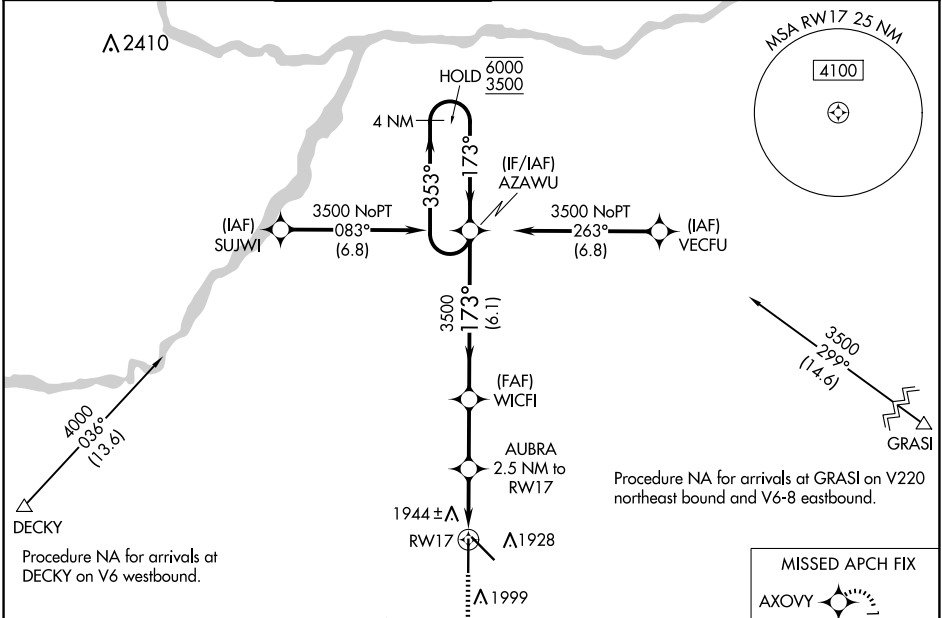 2410
MSA RW17 25 NM
4100
HOLD
6000
3500
4 NM
353°
173°
(IF/IAF)
AZAWU
(IAF)
SUJWI
3500 NoPT
083°
(6.8)
3500 NoPT
263°
(6.8)
(IAF)
VECFU
3500
173°
(6.1)
3500
299°
(14.6)
GRASI
4000
036°
(13.6)
DECKY
(FAF)
WICFI
AUBRA
2.5 NM to
RW17
Procedure NA for arrivals at GRASI on V220
northeast bound and V6-8 eastbound.
1944±
RW17
1928
Procedure NA for arrivals at
DECKY on V6 westbound.
1999
MISSED APCH FIX
AXOVY